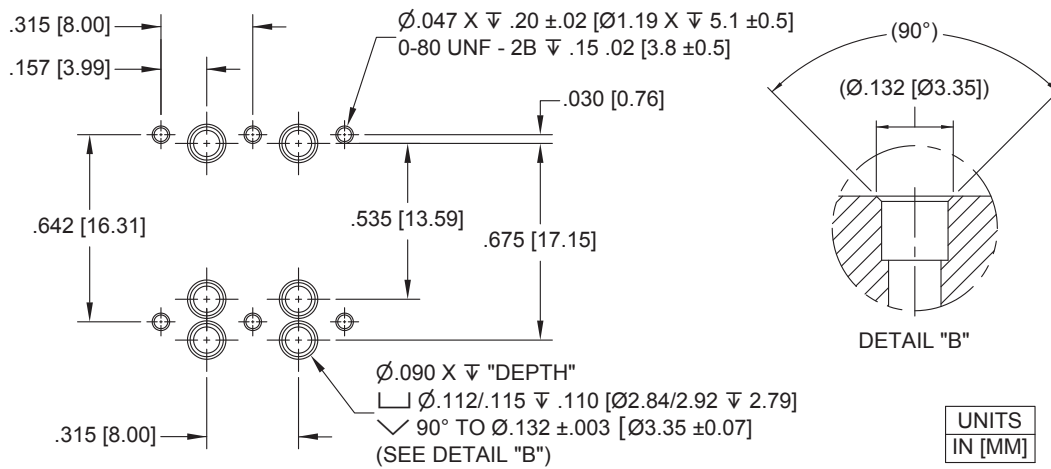 .315 [8.00]
.157 [3.99]
Ø.047 X ↧ .20 ±.02 [Ø1.19 X ↧ 5.1 ±0.5]
0-80 UNF - 2B ↧ .15 .02 [3.8 ±0.5]
.030 [0.76]
.642 [16.31]
.535 [13.59]
.675 [17.15]
.315 [8.00]
Ø.090 X ↧ "DEPTH"
⌴ Ø.112/.115 ↧ .110 [Ø2.84/2.92 ↧ 2.79]
⌵ 90° TO Ø.132 ±.003 [Ø3.35 ±0.07]
(SEE DETAIL "B")
(90°)
(Ø.132 [Ø3.35])
DETAIL "B"
UNITS
IN [MM]